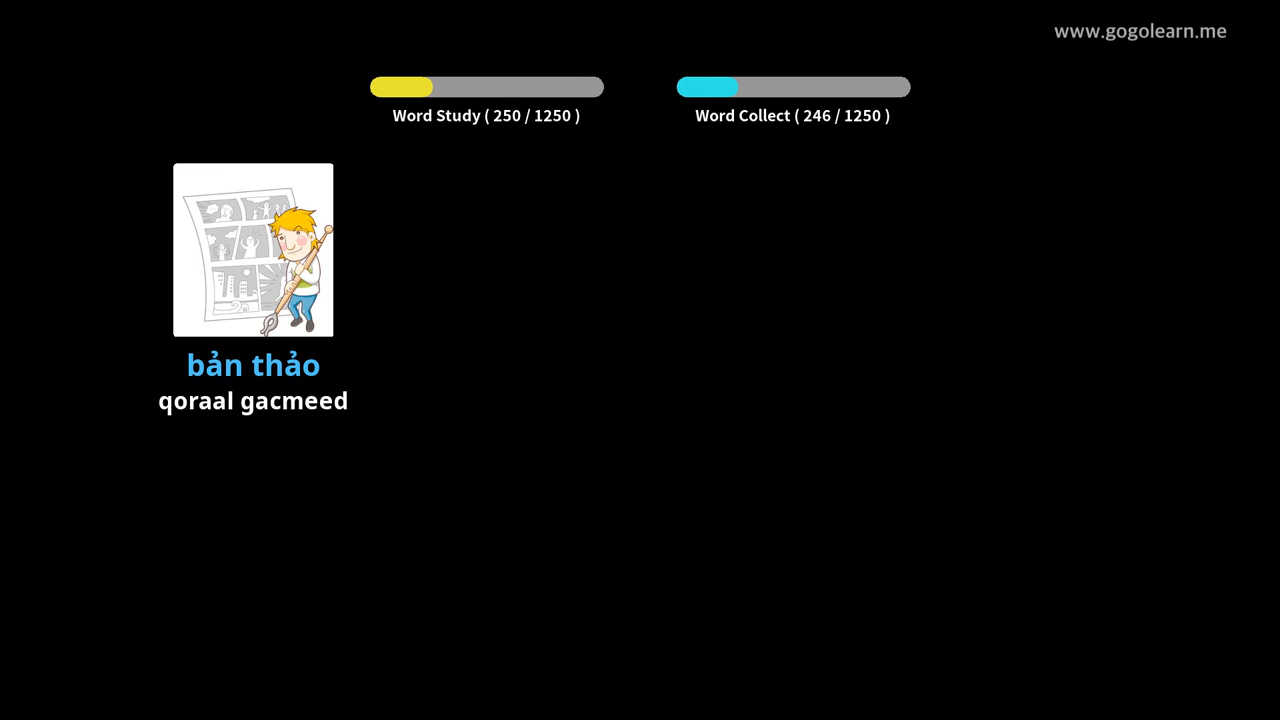 www.gogolearn.me
Word Study ( 250 / 1250 )
Word Collect ( 246 / 1250 )
bản thảo
qoraal gacmeed